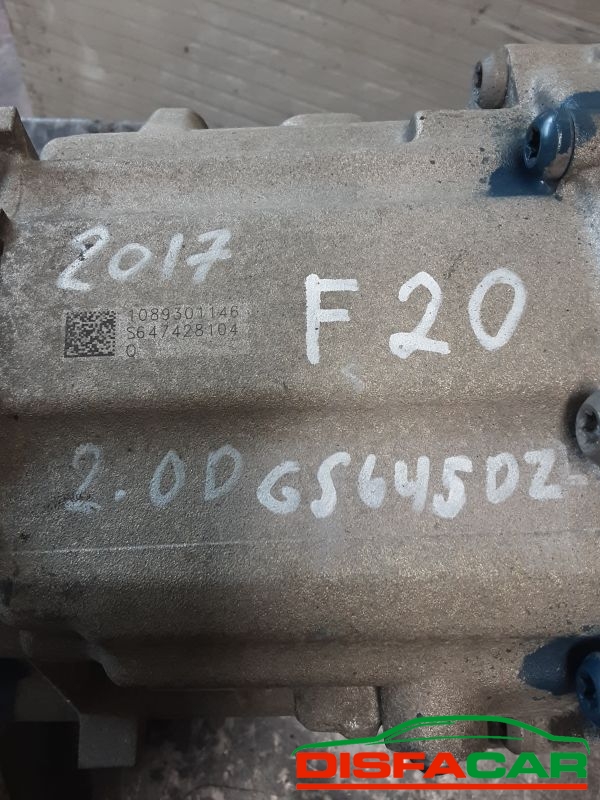 2017
F20
1089301146
S647428104
Q
2.0D GS645DZ
DISFACAR